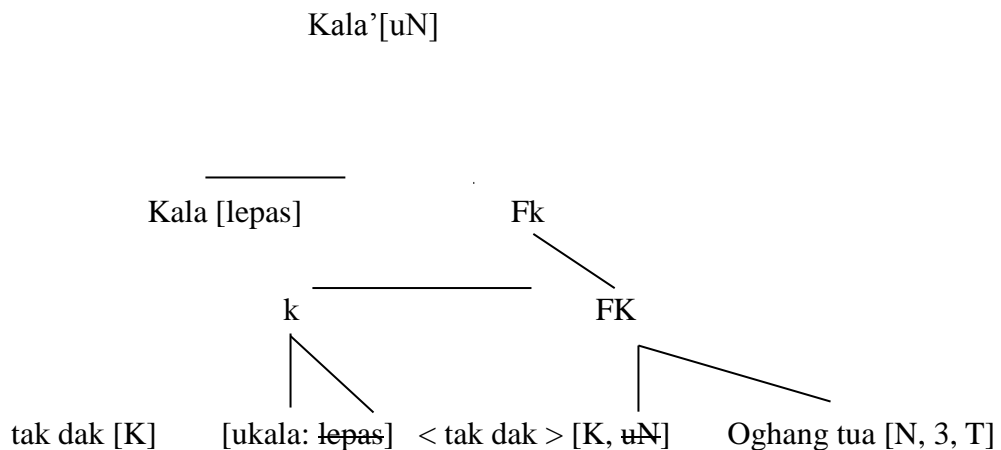 Kala’[uN]
Kala [lepas] Fk
k FK
tak dak [K] [ukala: lepas] < tak dak > [K, uN] Oghang tua [N, 3, T]